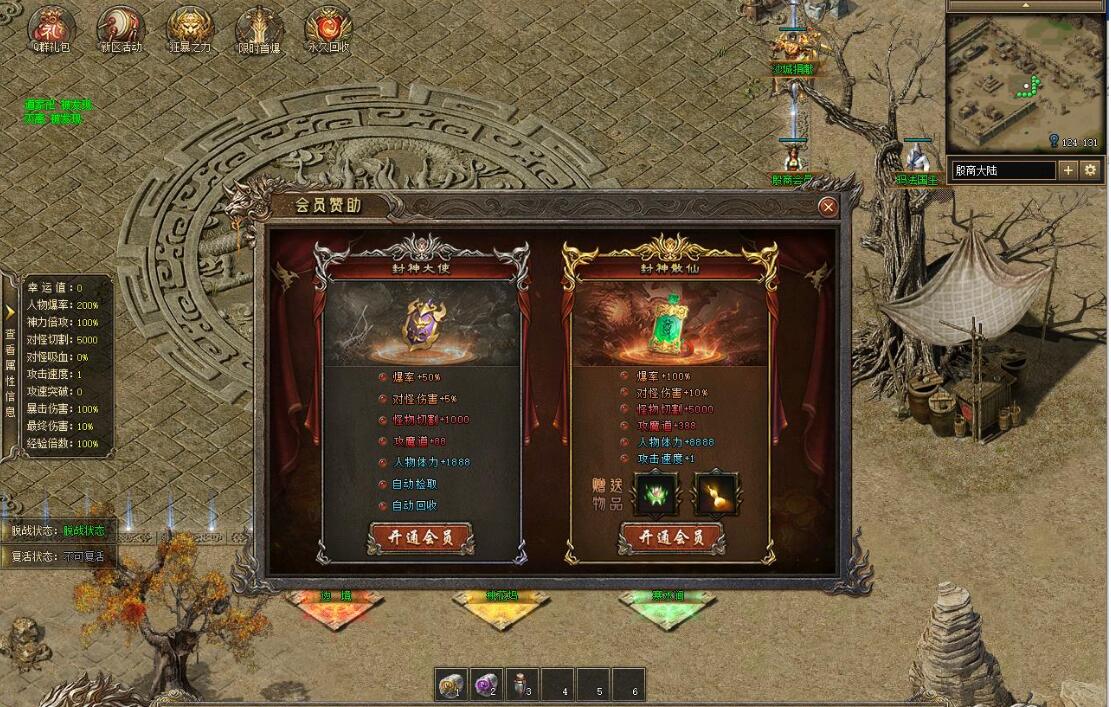 Q群礼包
新区活动
狂暴之力
限时首爆
永久回收
沙城捐献
124 131
殷商大陆
会员赞助
封神大使
爆率+50%
对怪伤害+5%
怪物切割+1000
攻魔道+88
人物体力+1888
自动检取
自动回收
开通会员
封神散仙
爆率+100%
对怪伤害+10%
怪物切割+5000
攻魔道+388
人物体力+8888
攻击速度+1
赠送
物品
开通会员
查看属性信息
幸运值：0
人物爆率：200%
神力倍攻：100%
对怪切割：5000
对怪吸血：0%
攻击速度：1
攻速突破：0
暴击伤害：100%
最终伤害：10%
经验倍数：100%
脱战状态：脱战状态
复活状态：不可复活
1
2
3
4
5
6